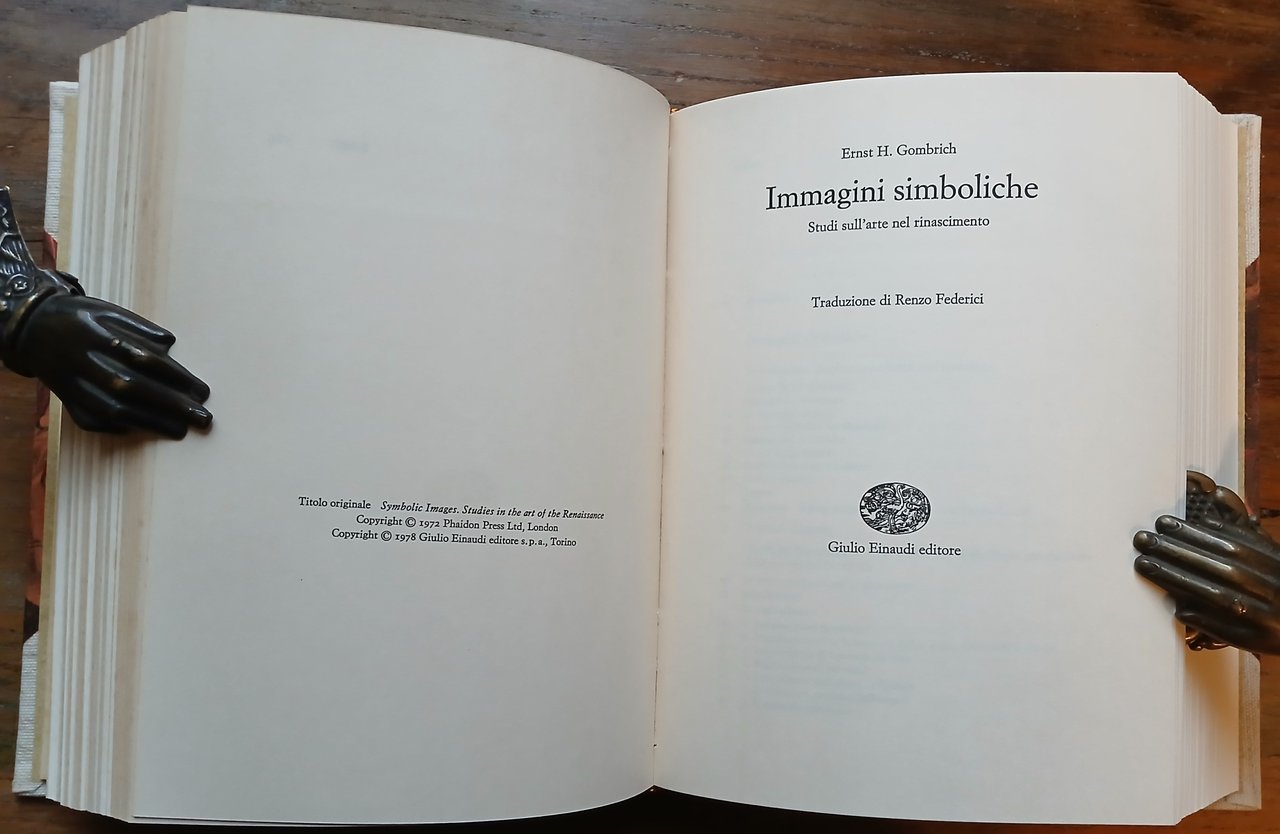 Titolo originale Symbolic Images. Studies in the art of the Renaissance
Copyright © 1972 Phaidon Press Ltd, London
Copyright © 1978 Giulio Einaudi editore s.p.a., Torino
Ernst H. Gombrich
Immagini simboliche
Studi sull'arte nel rinascimento
Traduzione di Renzo Federici
Giulio Einaudi editore